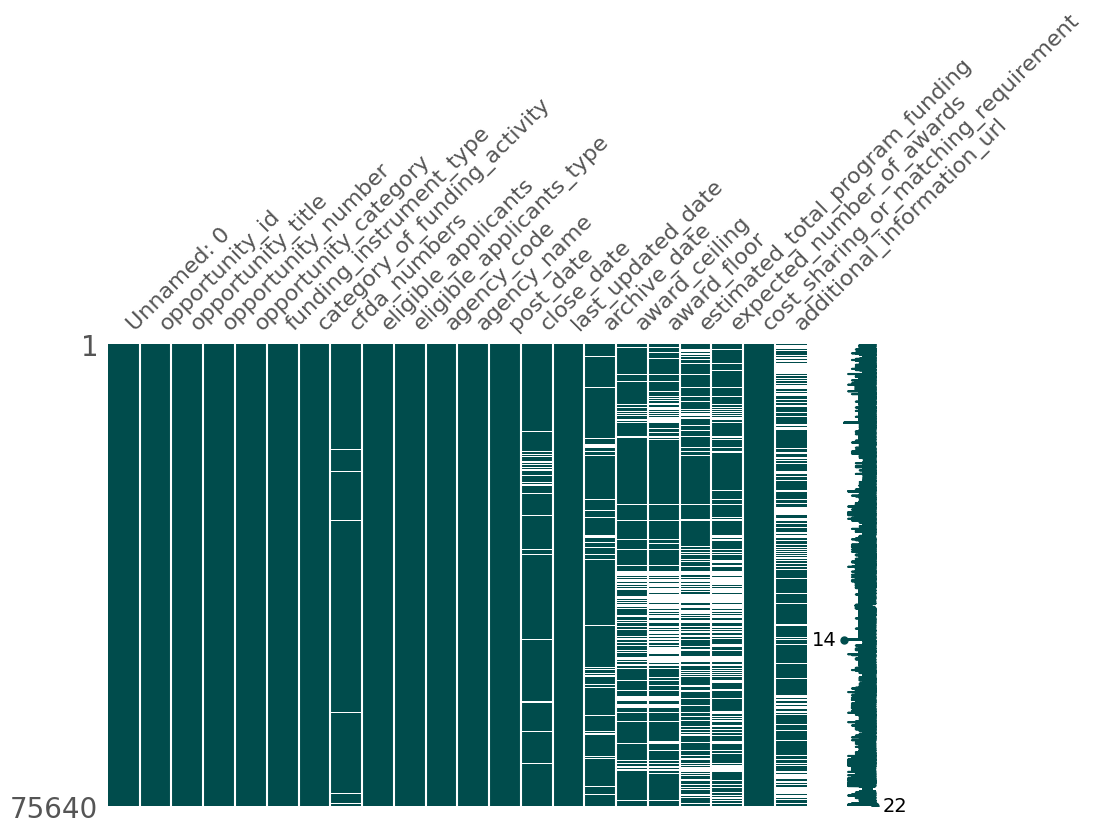 Unnamed: 0
opportunity_id
opportunity_title
opportunity_number
opportunity_category
funding_instrument_type
category_of_funding_activity
cfda_numbers
eligible_applicants
eligible_applicants_type
agency_code
agency_name
post_date
close_date
last_updated_date
archive_date
award_ceiling
award_floor
estimated_total_program_funding
expected_number_of_awards
cost_sharing_or_matching_requirement
additional_information_url
1
14
75640
22